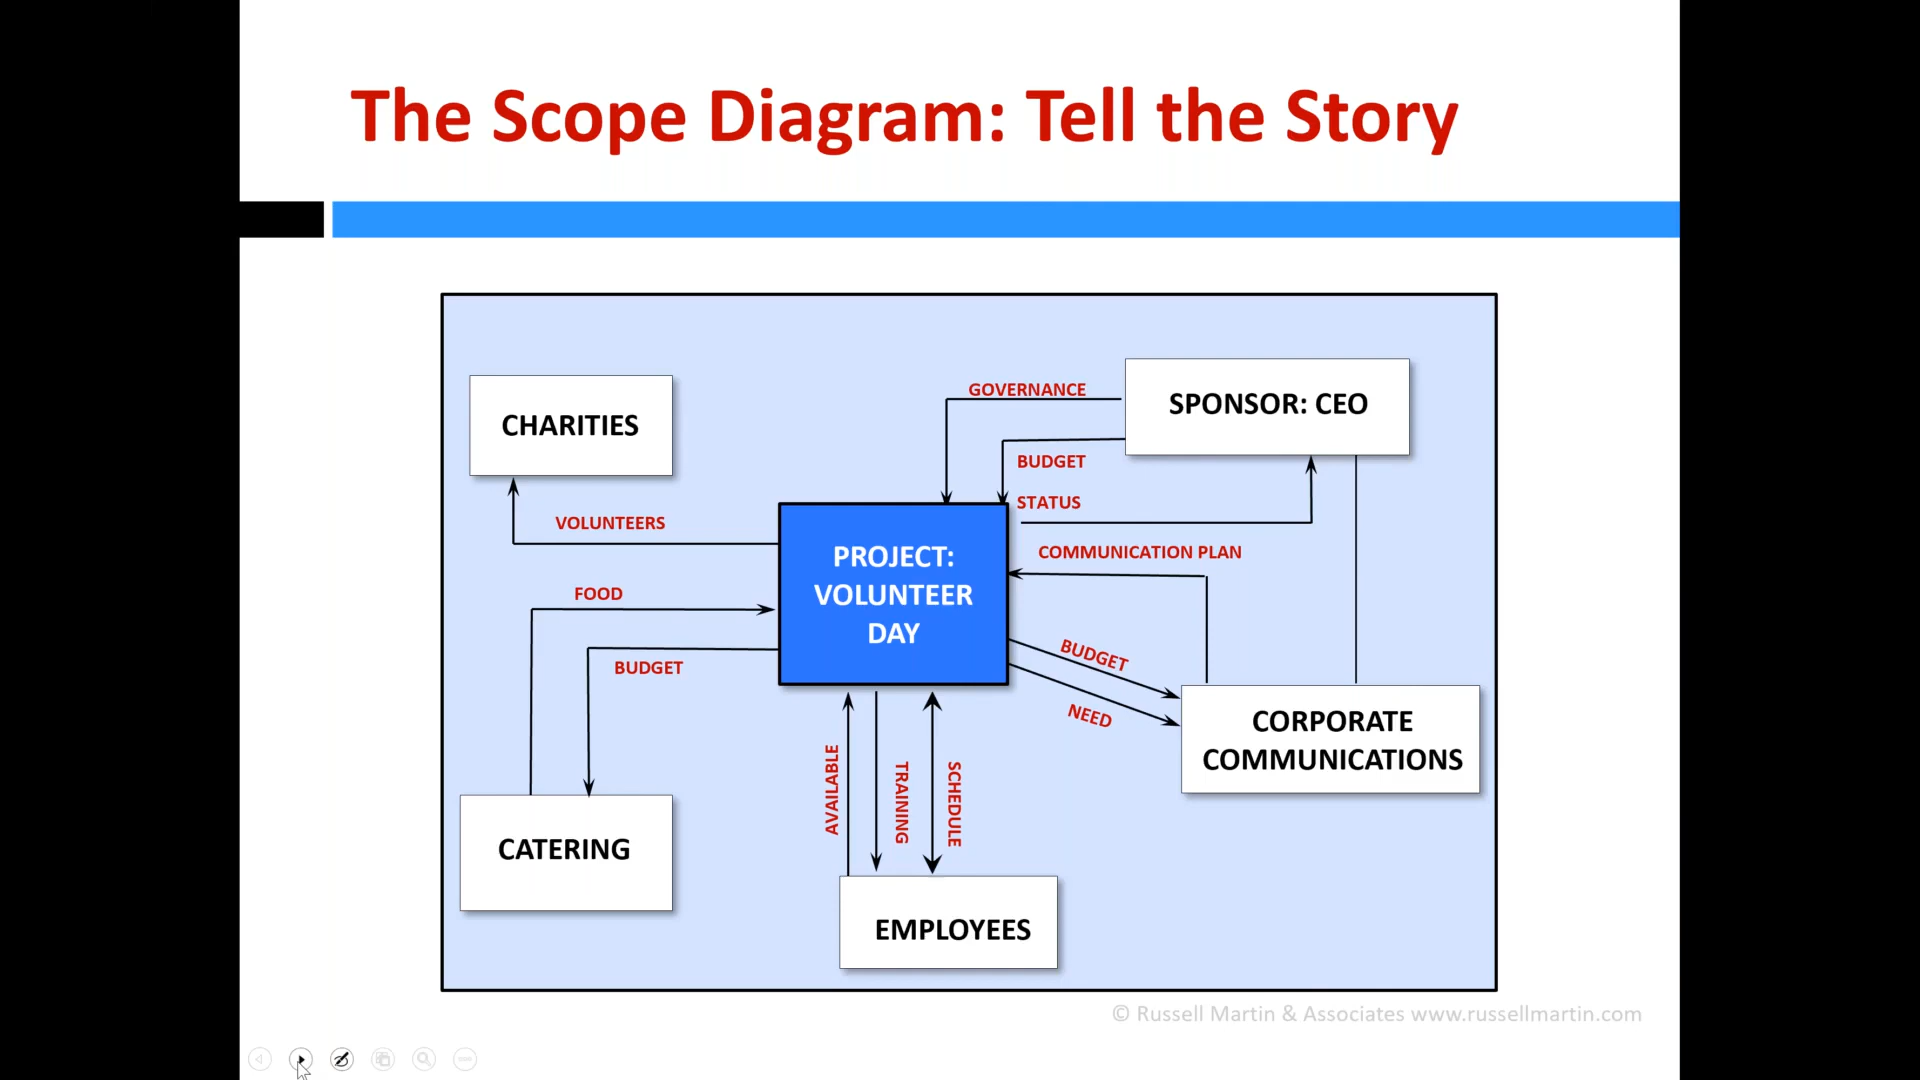 The Scope Diagram: Tell the Story
CHARITIES
GOVERNANCE
SPONSOR: CEO
BUDGET
STATUS
VOLUNTEERS
COMMUNICATION PLAN
PROJECT:
VOLUNTEER
DAY
FOOD
BUDGET
BUDGET
NEED
CORPORATE
COMMUNICATIONS
AVAILABLE
TRAINING
SCHEDULE
CATERING
EMPLOYEES
© Russell Martin & Associates www.russellmartin.com